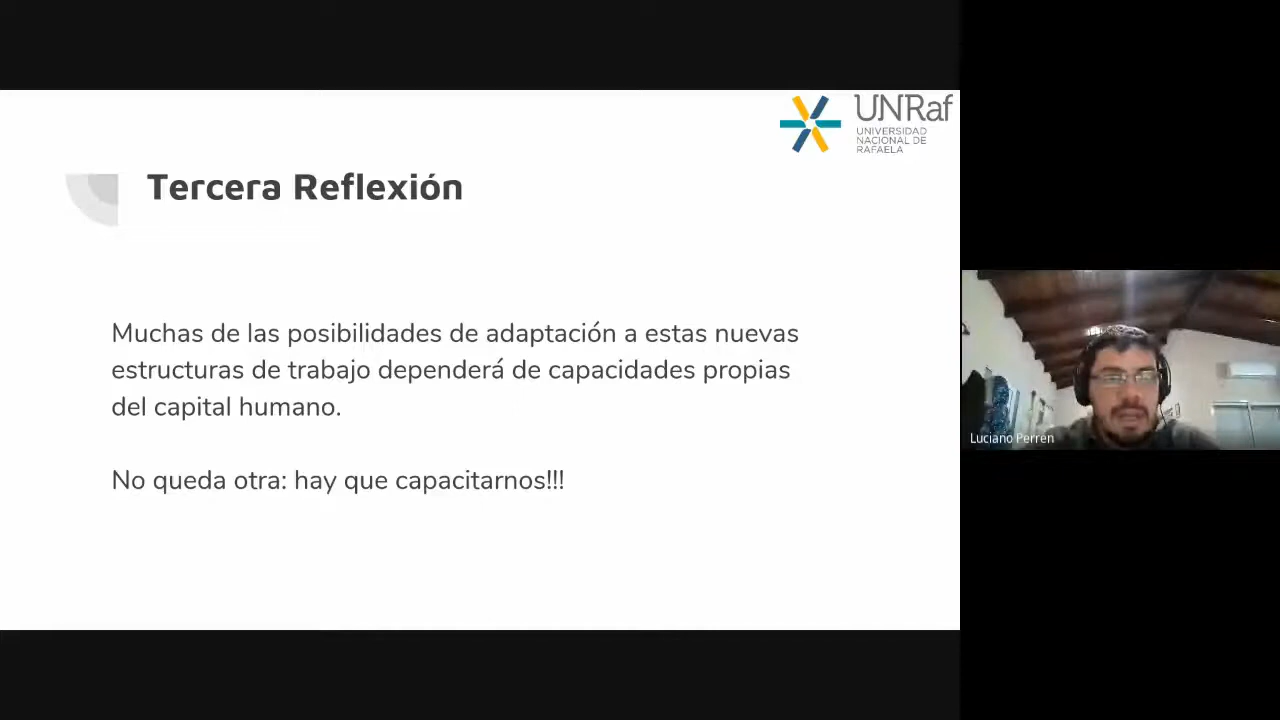 UNRaf
UNIVERSIDAD
NACIONAL DE
RAFAELA
Tercera Reflexión
Muchas de las posibilidades de adaptación a estas nuevas
estructuras de trabajo dependerá de capacidades propias
del capital humano.
No queda otra: hay que capacitarnos!!!
Luciano Perren